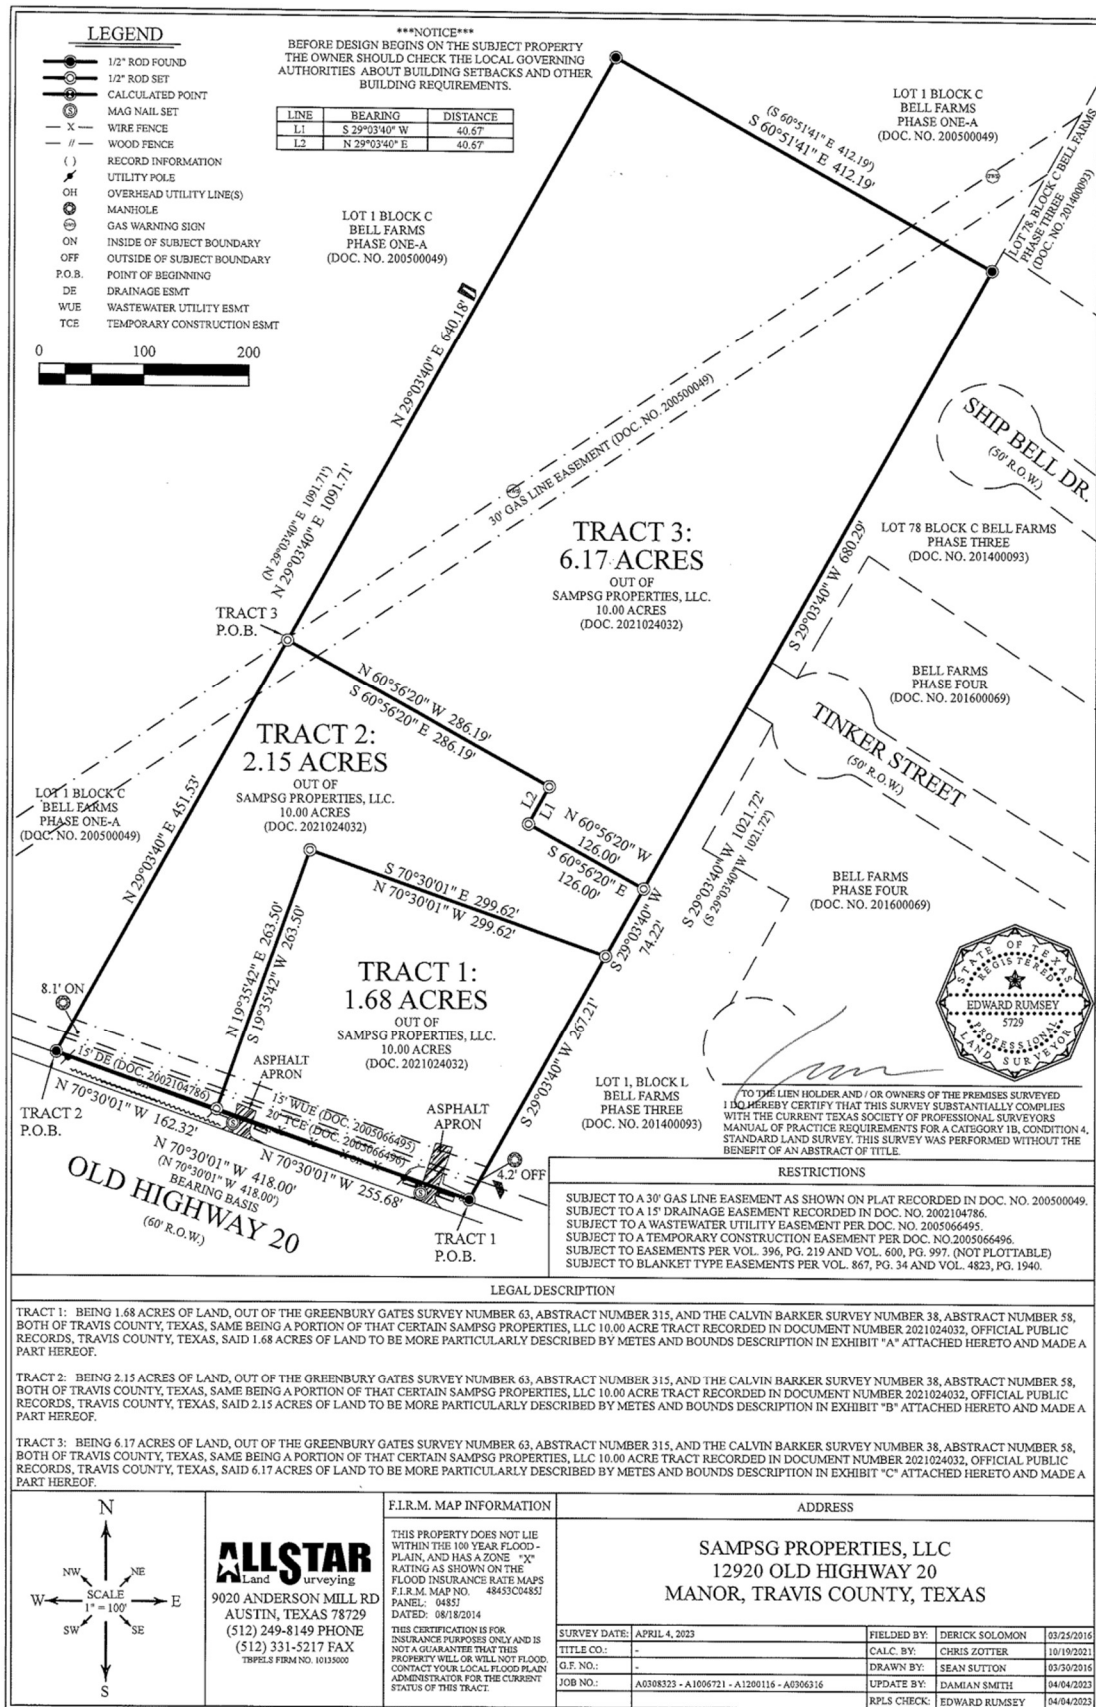 LEGEND
1/2" ROD FOUND
1/2" ROD SET
CALCULATED POINT
MAG NAIL SET
— X — WIRE FENCE
— // — WOOD FENCE
( ) RECORD INFORMATION
UTILITY POLE
OH OVERHEAD UTILITY LINE(S)
MANHOLE
GAS WARNING SIGN
ON INSIDE OF SUBJECT BOUNDARY
OFF OUTSIDE OF SUBJECT BOUNDARY
P.O.B. POINT OF BEGINNING
DE DRAINAGE ESMT
WUE WASTEWATER UTILITY ESMT
TCE TEMPORARY CONSTRUCTION ESMT
0 100 200
***NOTICE***
BEFORE DESIGN BEGINS ON THE SUBJECT PROPERTY
THE OWNER SHOULD CHECK THE LOCAL GOVERNING
AUTHORITIES ABOUT BUILDING SETBACKS AND OTHER
BUILDING REQUIREMENTS.
LINE BEARING DISTANCE
L1 S 29°03'40" W 40.67'
L2 N 29°03'40" E 40.67'
LOT 1 BLOCK C
BELL FARMS
PHASE ONE-A
(DOC. NO. 200500049)
(S 60°51'41" E 412.19')
S 60°51'41" E 412.19'
LOT 1 BLOCK C
BELL FARMS
PHASE ONE-A
(DOC. NO. 200500049)
LOT 78, BLOCK C BELL FARMS
PHASE THREE
(DOC. NO. 201400093)
N 29°03'40" E 640.18'
(N 29°03'40" E 1091.71')
N 29°03'40" E 1091.71'
30' GAS LINE EASEMENT (DOC. NO. 200500049)
SHIP BELL DR.
(50' R.O.W.)
LOT 78 BLOCK C BELL FARMS
PHASE THREE
(DOC. NO. 201400093)
TRACT 3:
6.17 ACRES
OUT OF
SAMPSG PROPERTIES, LLC.
10.00 ACRES
(DOC. 2021024032)
S 29°03'40" W 680.29'
TRACT 3
P.O.B.
N 60°56'20" W 286.19'
S 60°56'20" E 286.19'
BELL FARMS
PHASE FOUR
(DOC. NO. 201600069)
TINKER STREET
(50' R.O.W.)
TRACT 2:
2.15 ACRES
OUT OF
SAMPSG PROPERTIES, LLC.
10.00 ACRES
(DOC. 2021024032)
LOT 1 BLOCK C
BELL FARMS
PHASE ONE-A
(DOC. NO. 200500049)
N 29°03'40" E 451.53'
L2
L1
N 60°56'20" W
126.00'
S 60°56'20" E
126.00'
S 29°03'40" W 1021.72'
(S 29°03'40" W 1021.72')
BELL FARMS
PHASE FOUR
(DOC. NO. 201600069)
S 29°03'40" W
74.22'
S 70°30'01" E 299.62'
N 70°30'01" W 299.62'
N 19°35'42" E 263.50'
S 19°35'42" W 263.50'
TRACT 1:
1.68 ACRES
OUT OF
SAMPSG PROPERTIES, LLC.
10.00 ACRES
(DOC. 2021024032)
S 29°03'40" W 267.21'
8.1' ON
15' DE (DOC. 2002104786)
ASPHALT
APRON
15' WUE (DOC. 2005066495)
20' TCE (DOC. 2005066496)
ASPHALT
APRON
4.2' OFF
TRACT 2
P.O.B.
N 70°30'01" W
162.32'
N 70°30'01" W 418.00'
(N 70°30'01" W 418.00')
BEARING BASIS
N 70°30'01" W 255.68'
OLD HIGHWAY 20
(60' R.O.W.)
TRACT 1
P.O.B.
LOT 1, BLOCK L
BELL FARMS
PHASE THREE
(DOC. NO. 201400093)
STATE OF TEXAS
REGISTERED
EDWARD RUMSEY
5729
PROFESSIONAL
LAND SURVEYOR
TO THE LIEN HOLDER AND / OR OWNERS OF THE PREMISES SURVEYED
I DO HEREBY CERTIFY THAT THIS SURVEY SUBSTANTIALLY COMPLIES
WITH THE CURRENT TEXAS SOCIETY OF PROFESSIONAL SURVEYORS
MANUAL OF PRACTICE REQUIREMENTS FOR A CATEGORY 1B, CONDITION 4,
STANDARD LAND SURVEY. THIS SURVEY WAS PERFORMED WITHOUT THE
BENEFIT OF AN ABSTRACT OF TITLE.
RESTRICTIONS
SUBJECT TO A 30' GAS LINE EASEMENT AS SHOWN ON PLAT RECORDED IN DOC. NO. 200500049.
SUBJECT TO A 15' DRAINAGE EASEMENT RECORDED IN DOC. NO. 2002104786.
SUBJECT TO A WASTEWATER UTILITY EASEMENT PER DOC. NO. 2005066495.
SUBJECT TO A TEMPORARY CONSTRUCTION EASEMENT PER DOC. NO.2005066496.
SUBJECT TO EASEMENTS PER VOL. 396, PG. 219 AND VOL. 600, PG. 997. (NOT PLOTTABLE)
SUBJECT TO BLANKET TYPE EASEMENTS PER VOL. 867, PG. 34 AND VOL. 4823, PG. 1940.
LEGAL DESCRIPTION
TRACT 1: BEING 1.68 ACRES OF LAND, OUT OF THE GREENBURY GATES SURVEY NUMBER 63, ABSTRACT NUMBER 315, AND THE CALVIN BARKER SURVEY NUMBER 38, ABSTRACT NUMBER 58,
BOTH OF TRAVIS COUNTY, TEXAS, SAME BEING A PORTION OF THAT CERTAIN SAMPSG PROPERTIES, LLC 10.00 ACRE TRACT RECORDED IN DOCUMENT NUMBER 2021024032, OFFICIAL PUBLIC
RECORDS, TRAVIS COUNTY, TEXAS, SAID 1.68 ACRES OF LAND TO BE MORE PARTICULARLY DESCRIBED BY METES AND BOUNDS DESCRIPTION IN EXHIBIT "A" ATTACHED HERETO AND MADE A
PART HEREOF.
TRACT 2: BEING 2.15 ACRES OF LAND, OUT OF THE GREENBURY GATES SURVEY NUMBER 63, ABSTRACT NUMBER 315, AND THE CALVIN BARKER SURVEY NUMBER 38, ABSTRACT NUMBER 58,
BOTH OF TRAVIS COUNTY, TEXAS, SAME BEING A PORTION OF THAT CERTAIN SAMPSG PROPERTIES, LLC 10.00 ACRE TRACT RECORDED IN DOCUMENT NUMBER 2021024032, OFFICIAL PUBLIC
RECORDS, TRAVIS COUNTY, TEXAS, SAID 2.15 ACRES OF LAND TO BE MORE PARTICULARLY DESCRIBED BY METES AND BOUNDS DESCRIPTION IN EXHIBIT "B" ATTACHED HERETO AND MADE A
PART HEREOF.
TRACT 3: BEING 6.17 ACRES OF LAND, OUT OF THE GREENBURY GATES SURVEY NUMBER 63, ABSTRACT NUMBER 315, AND THE CALVIN BARKER SURVEY NUMBER 38, ABSTRACT NUMBER 58,
BOTH OF TRAVIS COUNTY, TEXAS, SAME BEING A PORTION OF THAT CERTAIN SAMPSG PROPERTIES, LLC 10.00 ACRE TRACT RECORDED IN DOCUMENT NUMBER 2021024032, OFFICIAL PUBLIC
RECORDS, TRAVIS COUNTY, TEXAS, SAID 6.17 ACRES OF LAND TO BE MORE PARTICULARLY DESCRIBED BY METES AND BOUNDS DESCRIPTION IN EXHIBIT "C" ATTACHED HERETO AND MADE A
PART HEREOF.
N
NW NE
W E
SCALE
1" = 100'
SW SE
S
ALLSTAR
Land Surveying
9020 ANDERSON MILL RD
AUSTIN, TEXAS 78729
(512) 249-8149 PHONE
(512) 331-5217 FAX
TBPELS FIRM NO. 10135000
F.I.R.M. MAP INFORMATION
THIS PROPERTY DOES NOT LIE
WITHIN THE 100 YEAR FLOOD-
PLAIN, AND HAS A ZONE "X"
RATING AS SHOWN ON THE
FLOOD INSURANCE RATE MAPS
F.I.R.M. MAP NO. 48453C0485J
PANEL: 0485J
DATED: 08/18/2014
THIS CERTIFICATION IS FOR
INSURANCE PURPOSES ONLY AND IS
NOT A GUARANTEE THAT THIS
PROPERTY WILL OR WILL NOT FLOOD.
CONTACT YOUR LOCAL FLOOD PLAIN
ADMINISTRATOR FOR THE CURRENT
STATUS OF THIS TRACT.
ADDRESS
SAMPSG PROPERTIES, LLC
12920 OLD HIGHWAY 20
MANOR, TRAVIS COUNTY, TEXAS
SURVEY DATE: APRIL 4, 2023
TITLE CO.: -
G.F. NO.: -
JOB NO.: A0308323 - A1006721 - A1200116 - A0306316
FIELDED BY: DERICK SOLOMON 03/25/2016
CALC. BY: CHRIS ZOTTER 10/19/2021
DRAWN BY: SEAN SUTTON 03/30/2016
UPDATE BY: DAMIAN SMITH 04/04/2023
RPLS CHECK: EDWARD RUMSEY 04/04/2023